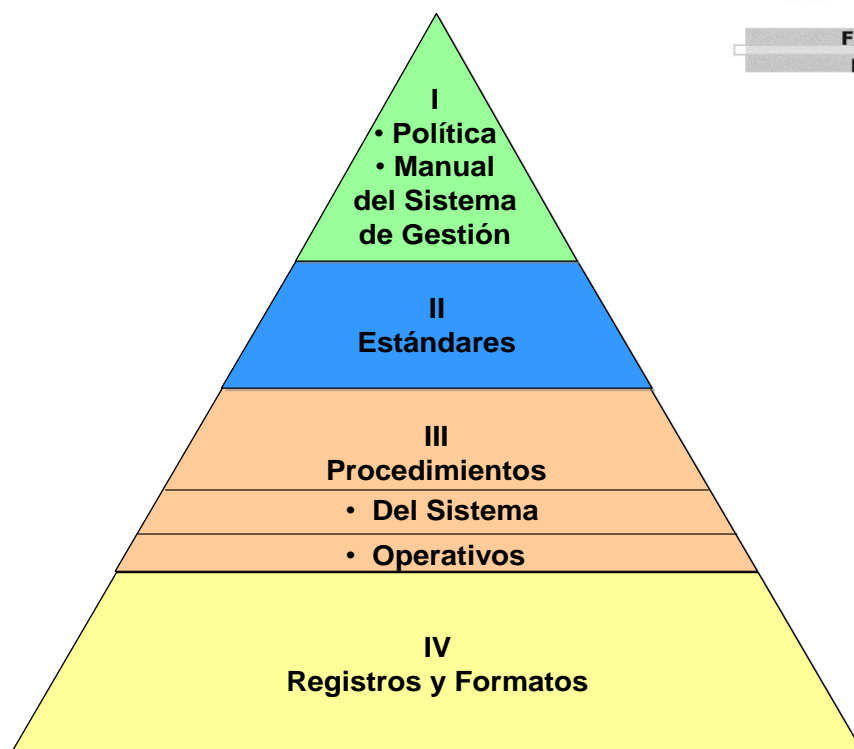 I
• Política
• Manual
del Sistema
de Gestión
II
Estándares
III
Procedimientos
• Del Sistema
• Operativos
IV
Registros y Formatos